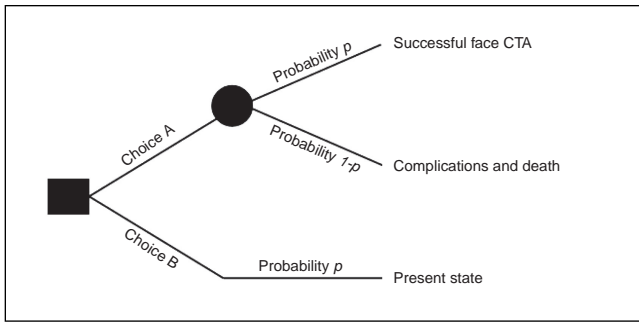 Probability p
Successful face CTA
Choice A
Probability 1-p
Complications and death
Choice B
Probability p
Present state